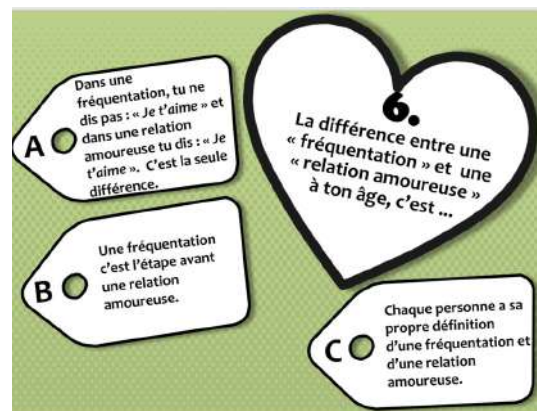 6.
La différence entre une
« fréquentation » et une
« relation amoureuse »
à ton âge, c'est ...
A
Dans une
fréquentation, tu ne
dis pas : « Je t'aime » et
dans une relation
amoureuse tu dis : « Je
t'aime ». C'est la seule
différence.
B
Une fréquentation
c'est l'étape avant
une relation
amoureuse.
C
Chaque personne a sa
propre définition
d'une fréquentation et
d'une relation
amoureuse.